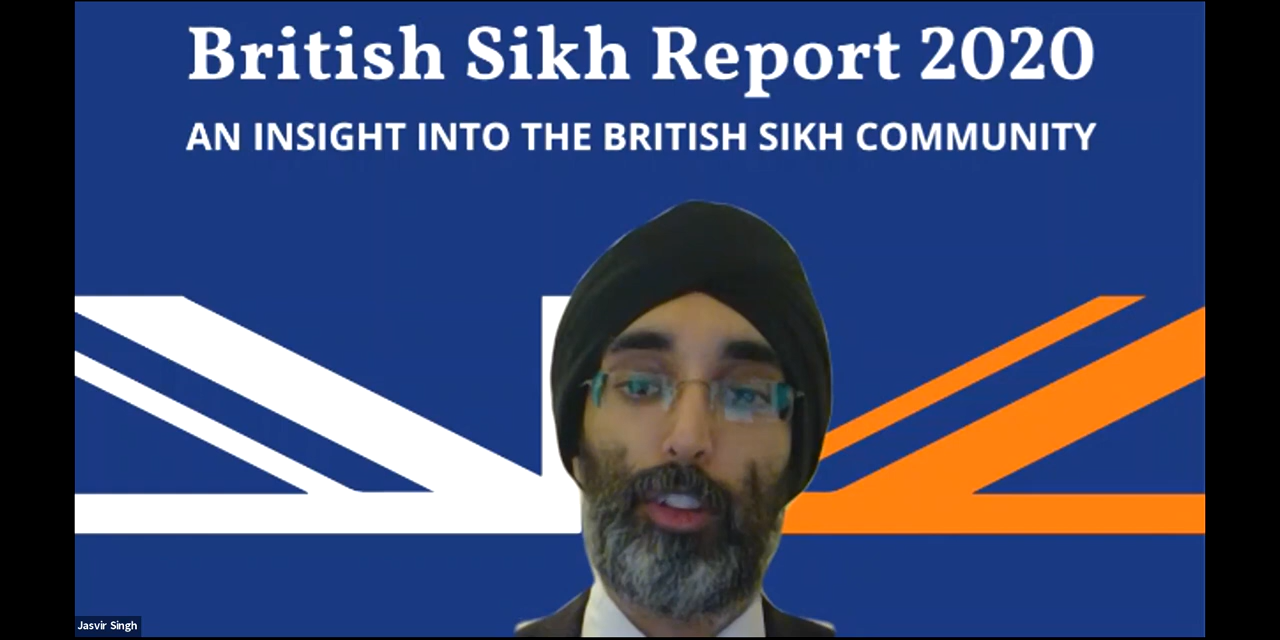 British Sikh Report 2020
AN INSIGHT INTO THE BRITISH SIKH COMMUNITY
Jasvir Singh